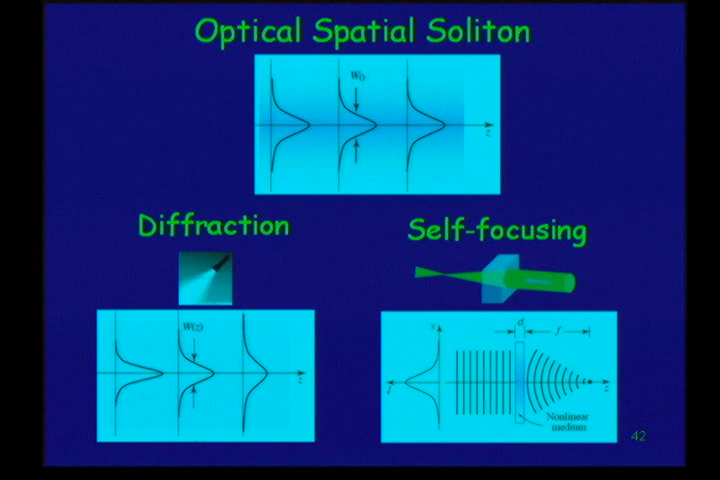 Optical Spatial Soliton
W₀
z
Diffraction
Self-focusing
W(z)
z
x
d
f
I
z
Nonlinear
medium
42